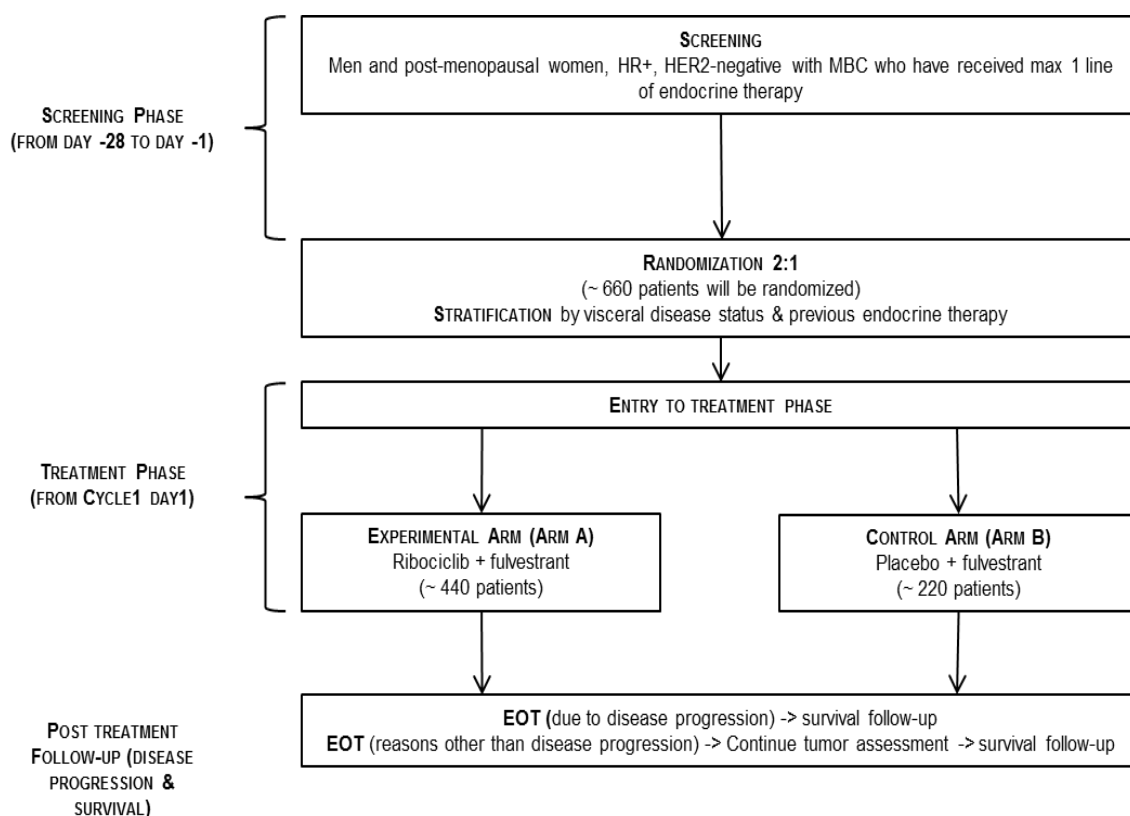 SCREENING
Men and post-menopausal women, HR+, HER2-negative with MBC who have received max 1 line
of endocrine therapy
SCREENING PHASE
(FROM DAY -28 TO DAY -1)
RANDOMIZATION 2:1
(~ 660 patients will be randomized)
STRATIFICATION by visceral disease status & previous endocrine therapy
ENTRY TO TREATMENT PHASE
TREATMENT PHASE
(FROM CYCLE1 DAY1)
EXPERIMENTAL ARM (ARM A)
Ribociclib + fulvestrant
(~ 440 patients)
CONTROL ARM (ARM B)
Placebo + fulvestrant
(~ 220 patients)
POST TREATMENT
FOLLOW-UP (DISEASE
PROGRESSION &
SURVIVAL)
EOT (due to disease progression) -> survival follow-up
EOT (reasons other than disease progression) -> Continue tumor assessment -> survival follow-up